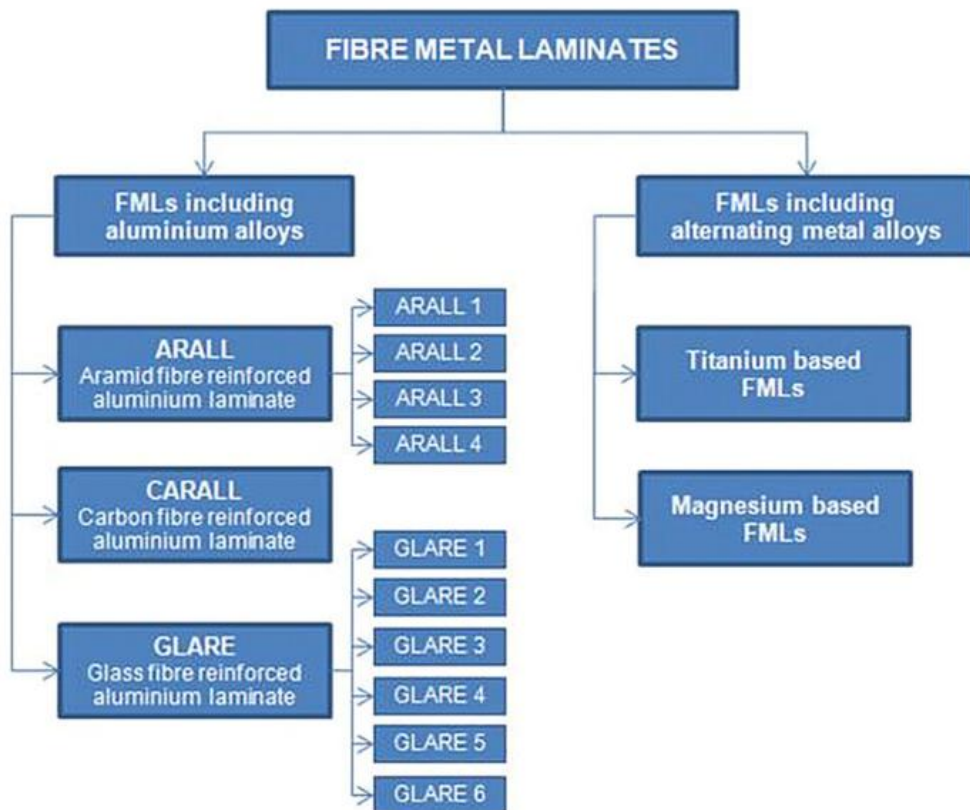 FIBRE METAL LAMINATES
FMLs including
aluminium alloys
ARALL
Aramid fibre reinforced
aluminium laminate
ARALL 1
ARALL 2
ARALL 3
ARALL 4
CARALL
Carbon fibre reinforced
aluminium laminate
GLARE
Glass fibre reinforced
aluminium laminate
GLARE 1
GLARE 2
GLARE 3
GLARE 4
GLARE 5
GLARE 6
FMLs including
alternating metal alloys
Titanium based
FMLs
Magnesium based
FMLs